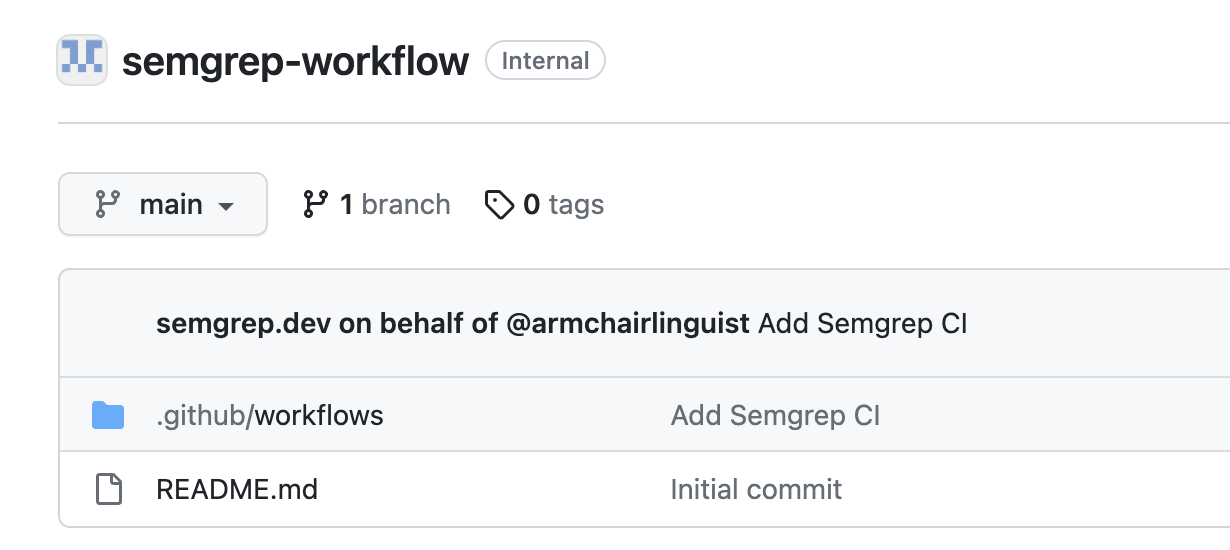 semgrep-workflow Internal
main 1 branch 0 tags
semgrep.dev on behalf of @armchairlinguist Add Semgrep CI
.github/workflows Add Semgrep CI
README.md Initial commit